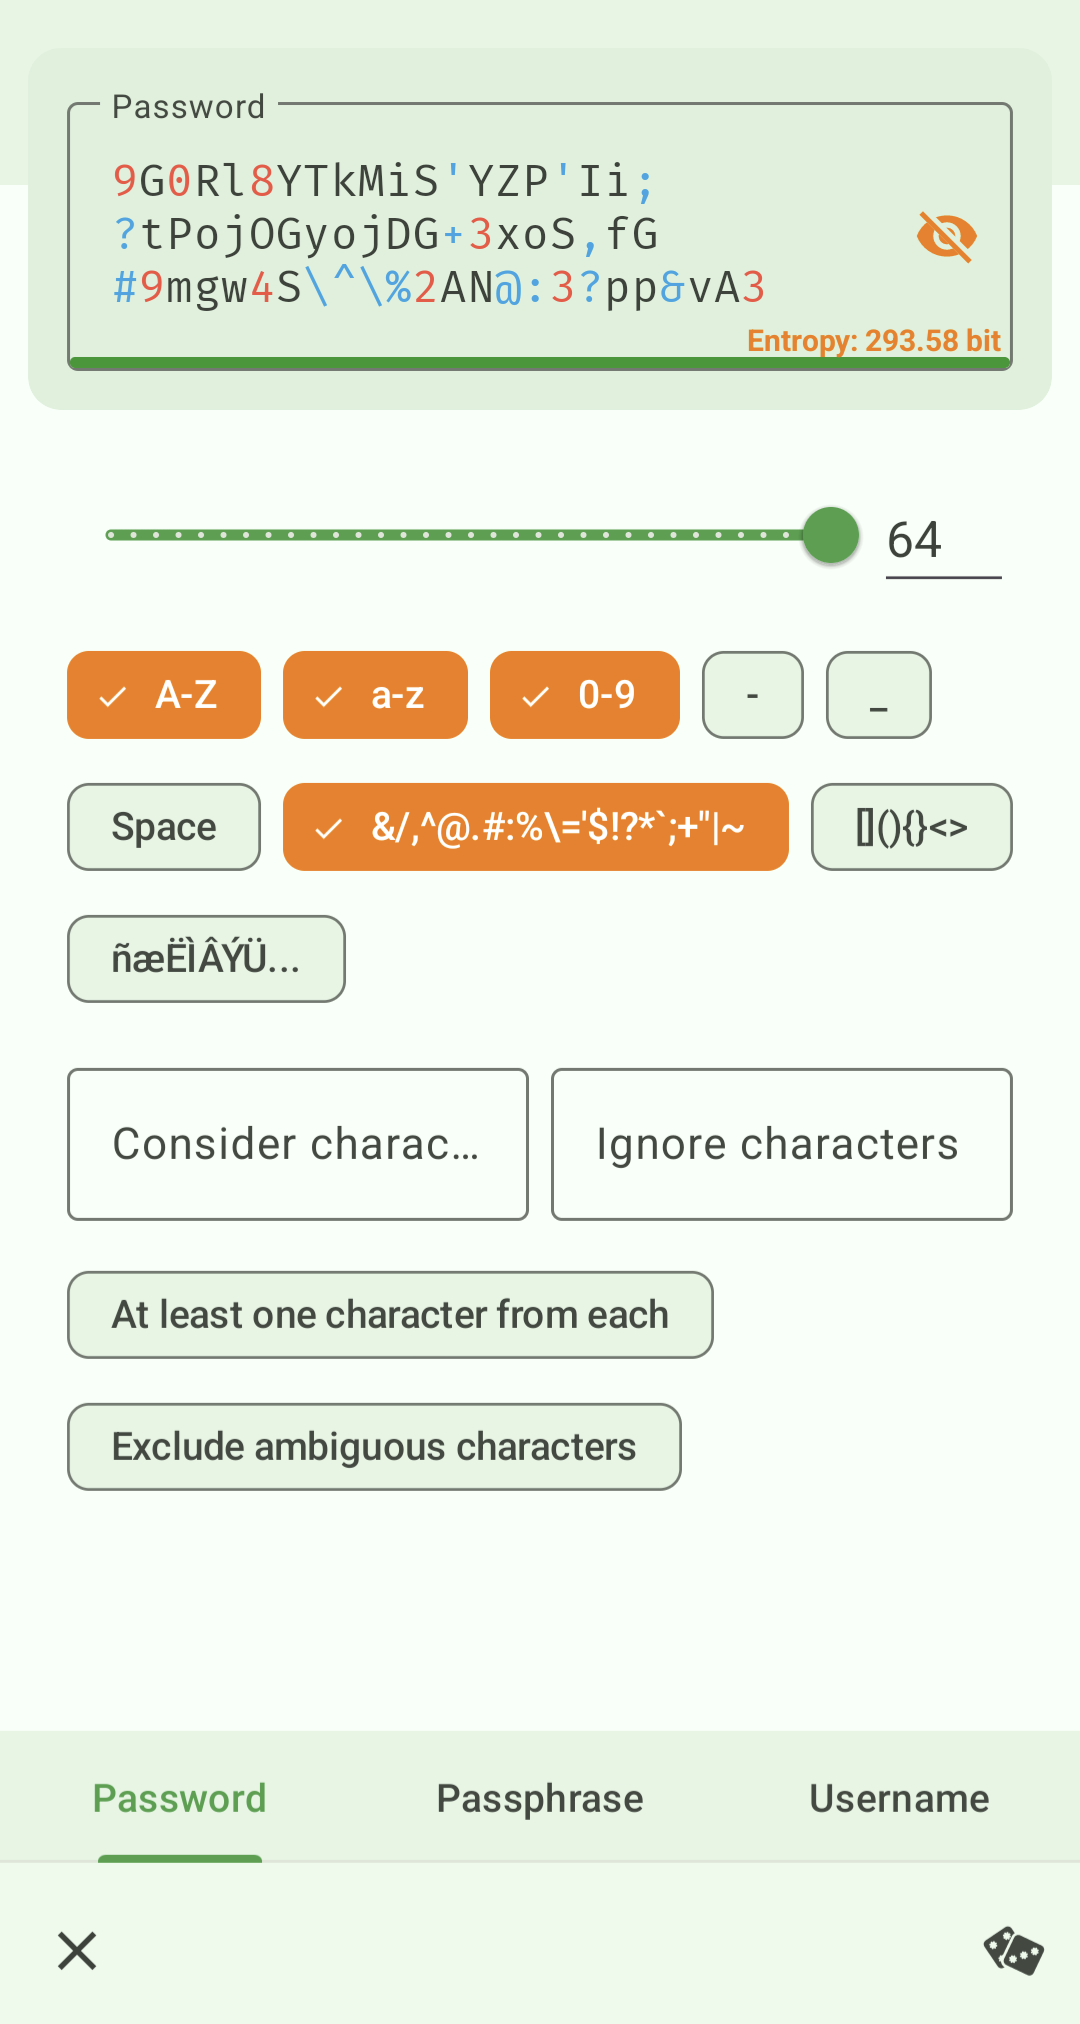 Password
9G0Rl8YTkMiS'YZP'Ii;
?tPojOGyojDG+3xoS,fG
#9mgw4S\^\%2AN@:3?pp&vA3
Entropy: 293.58 bit
64
A-Z
a-z
0-9
-
_
Space
&/,^@.#:%\='$!?*`;+"|~
[](){}<>
ñæËÌÂÝÜ...
Consider charac...
Ignore characters
At least one character from each
Exclude ambiguous characters
Password
Passphrase
Username